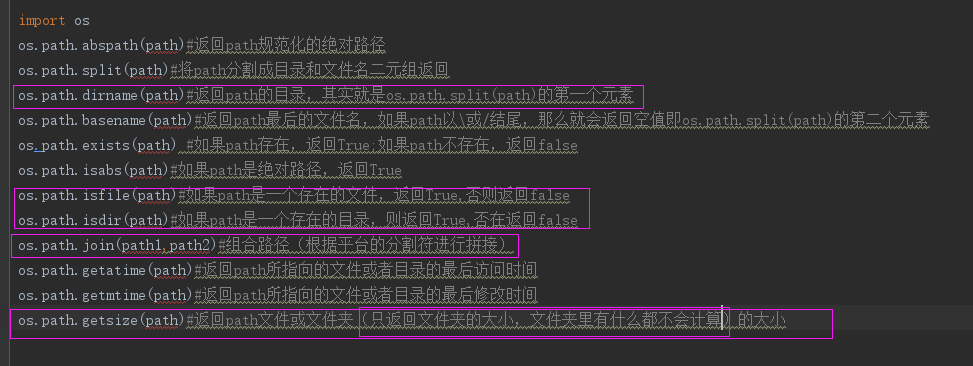 import os
os.path.abspath(path)#返回path规范化的绝对路径
os.path.split(path)#将path分割成目录和文件名二元组返回
os.path.dirname(path)#返回path的目录，其实就是os.path.split(path)的第一个元素
os.path.basename(path)#返回path最后的文件名，如果path以\或/结尾，那么就会返回空值即os.path.split(path)的第二个元素
os.path.exists(path) #如果path存在，返回True;如果path不存在，返回false
os.path.isabs(path)#如果path是绝对路径，返回True
os.path.isfile(path)#如果path是一个存在的文件，返回True,否则返回false
os.path.isdir(path)#如果path是一个存在的目录，则返回True,否在返回false
os.path.join(path1,path2)#组合路径（根据平台的分割符进行拼接）
os.path.getatime(path)#返回path所指向的文件或者目录的最后访问时间
os.path.getmtime(path)#返回path所指向的文件或者目录的最后修改时间
os.path.getsize(path)#返回path文件或文件夹（只返回文件夹的大小，文件夹里有什么都不会计算）的大小